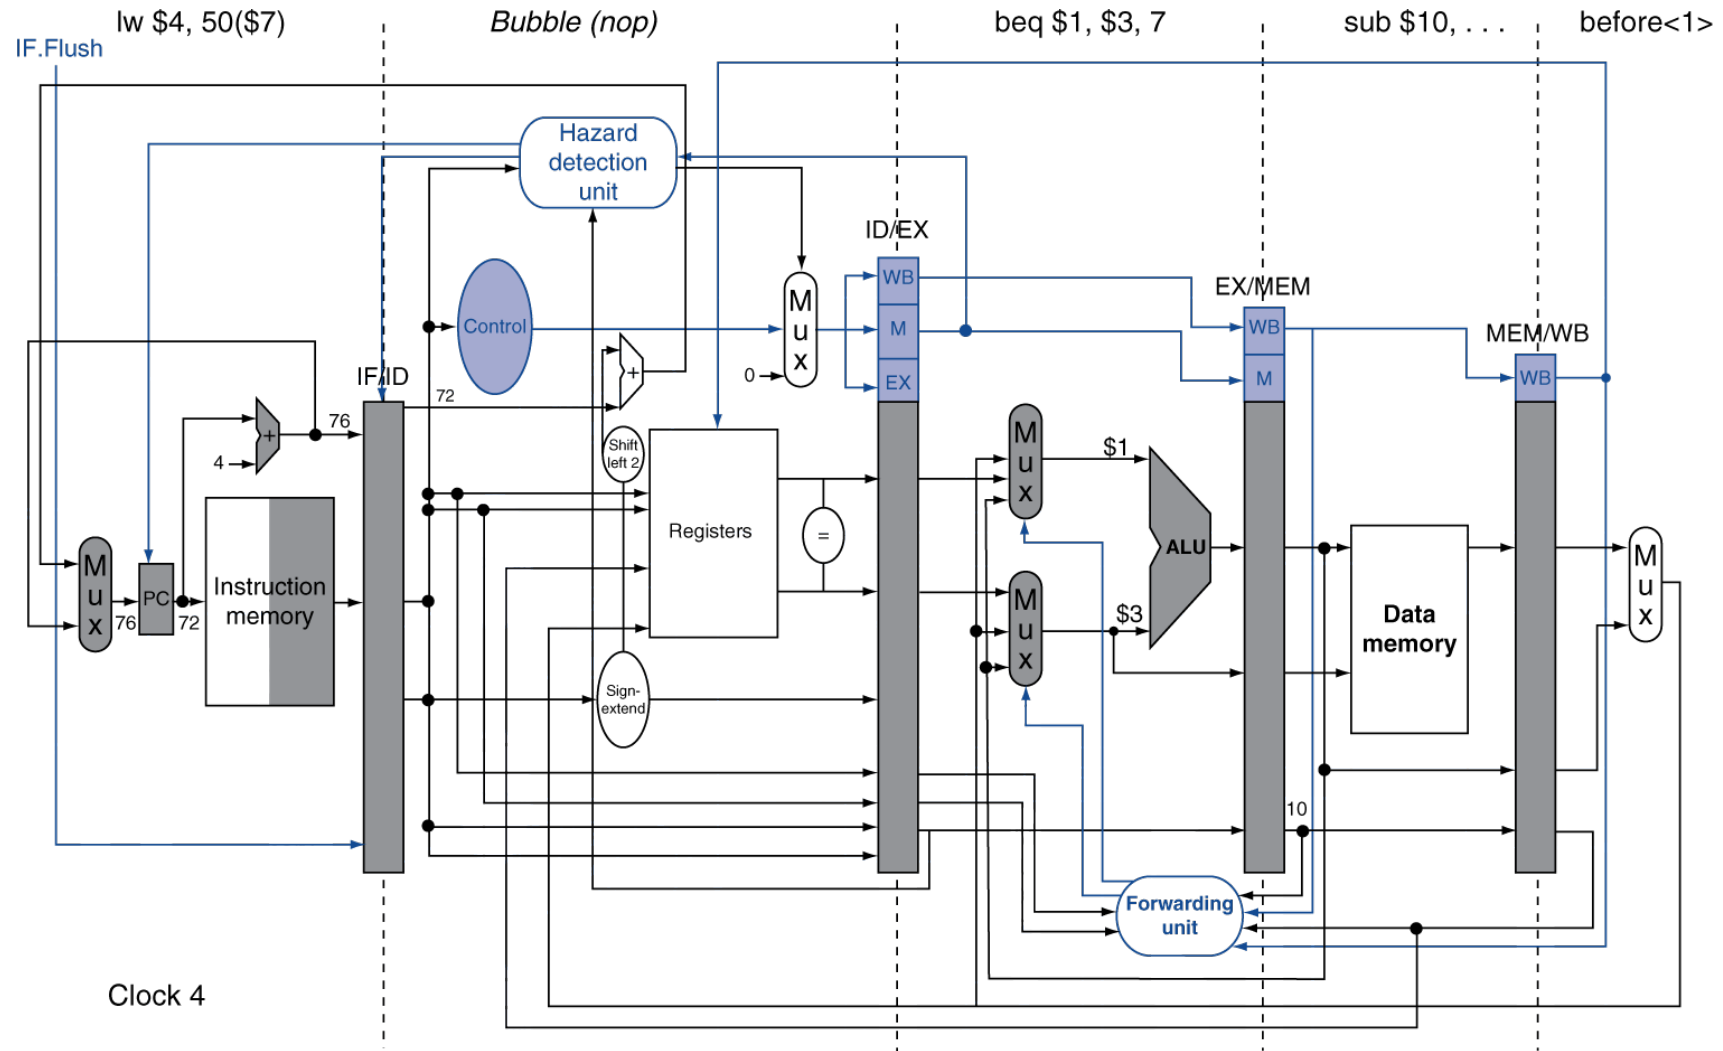 lw $4, 50($7)
Bubble (nop)
beq $1, $3, 7
sub $10, . . .
before<1>
IF.Flush
Hazard
detection
unit
ID/EX
WB
M
EX
EX/MEM
WB
M
MEM/WB
WB
Control
M
u
x
0
+
IF/ID
72
76
+
4
Shift
left 2
M
u
x
$1
M
u
x
PC
76
72
Instruction
memory
Registers
=
ALU
M
u
x
$3
Data
memory
M
u
x
Sign-
extend
10
Forwarding
unit
Clock 4